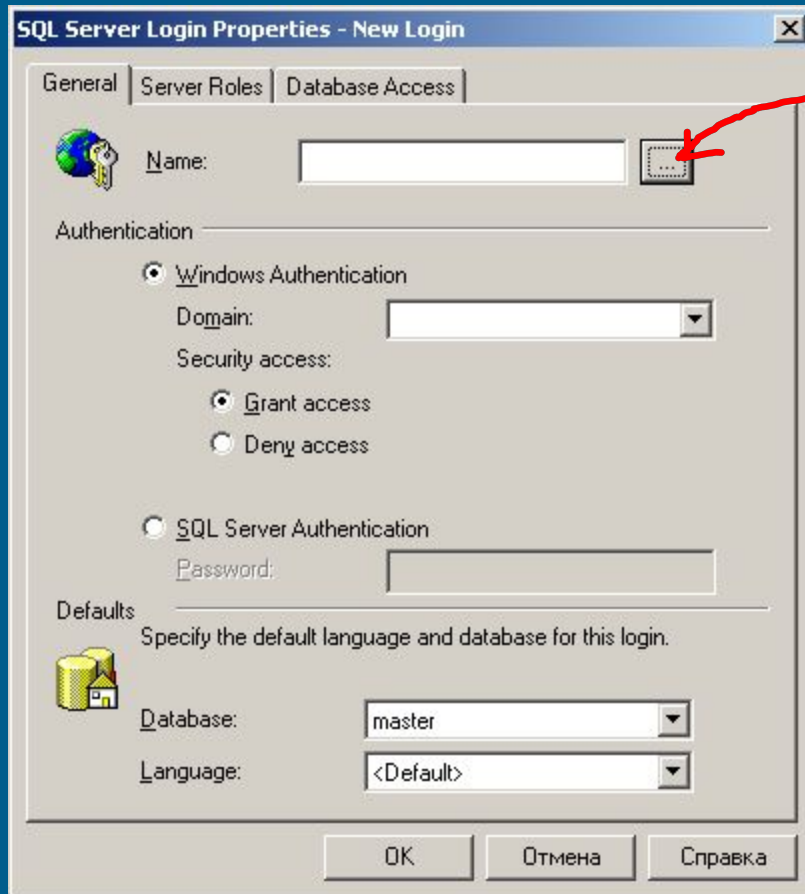 SQL Server Login Properties - New Login
General Server Roles Database Access
Name: ...
Authentication
Windows Authentication
Domain:
Security access:
Grant access
Deny access
SQL Server Authentication
Password:
Defaults
Specify the default language and database for this login.
Database: master
Language: <Default>
OK Отмена Справка